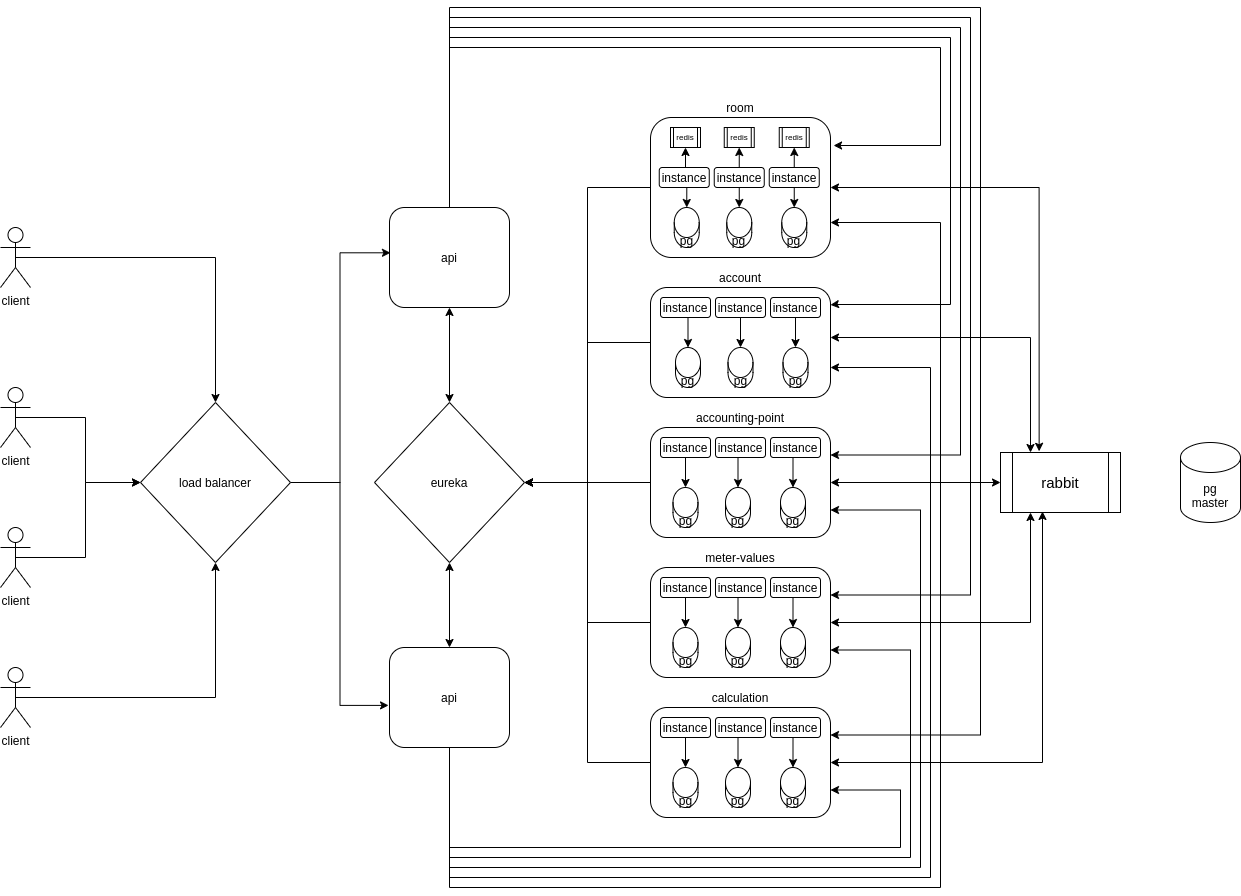 room
redis redis redis
instance instance instance
pg pg pg
api
client
account
instance instance instance
pg pg pg
client
accounting-point
instance instance instance
load balancer
eureka
rabbit
pg
master
pg pg pg
client
meter-values
instance instance instance
pg pg pg
api
calculation
instance instance instance
client
pg pg pg